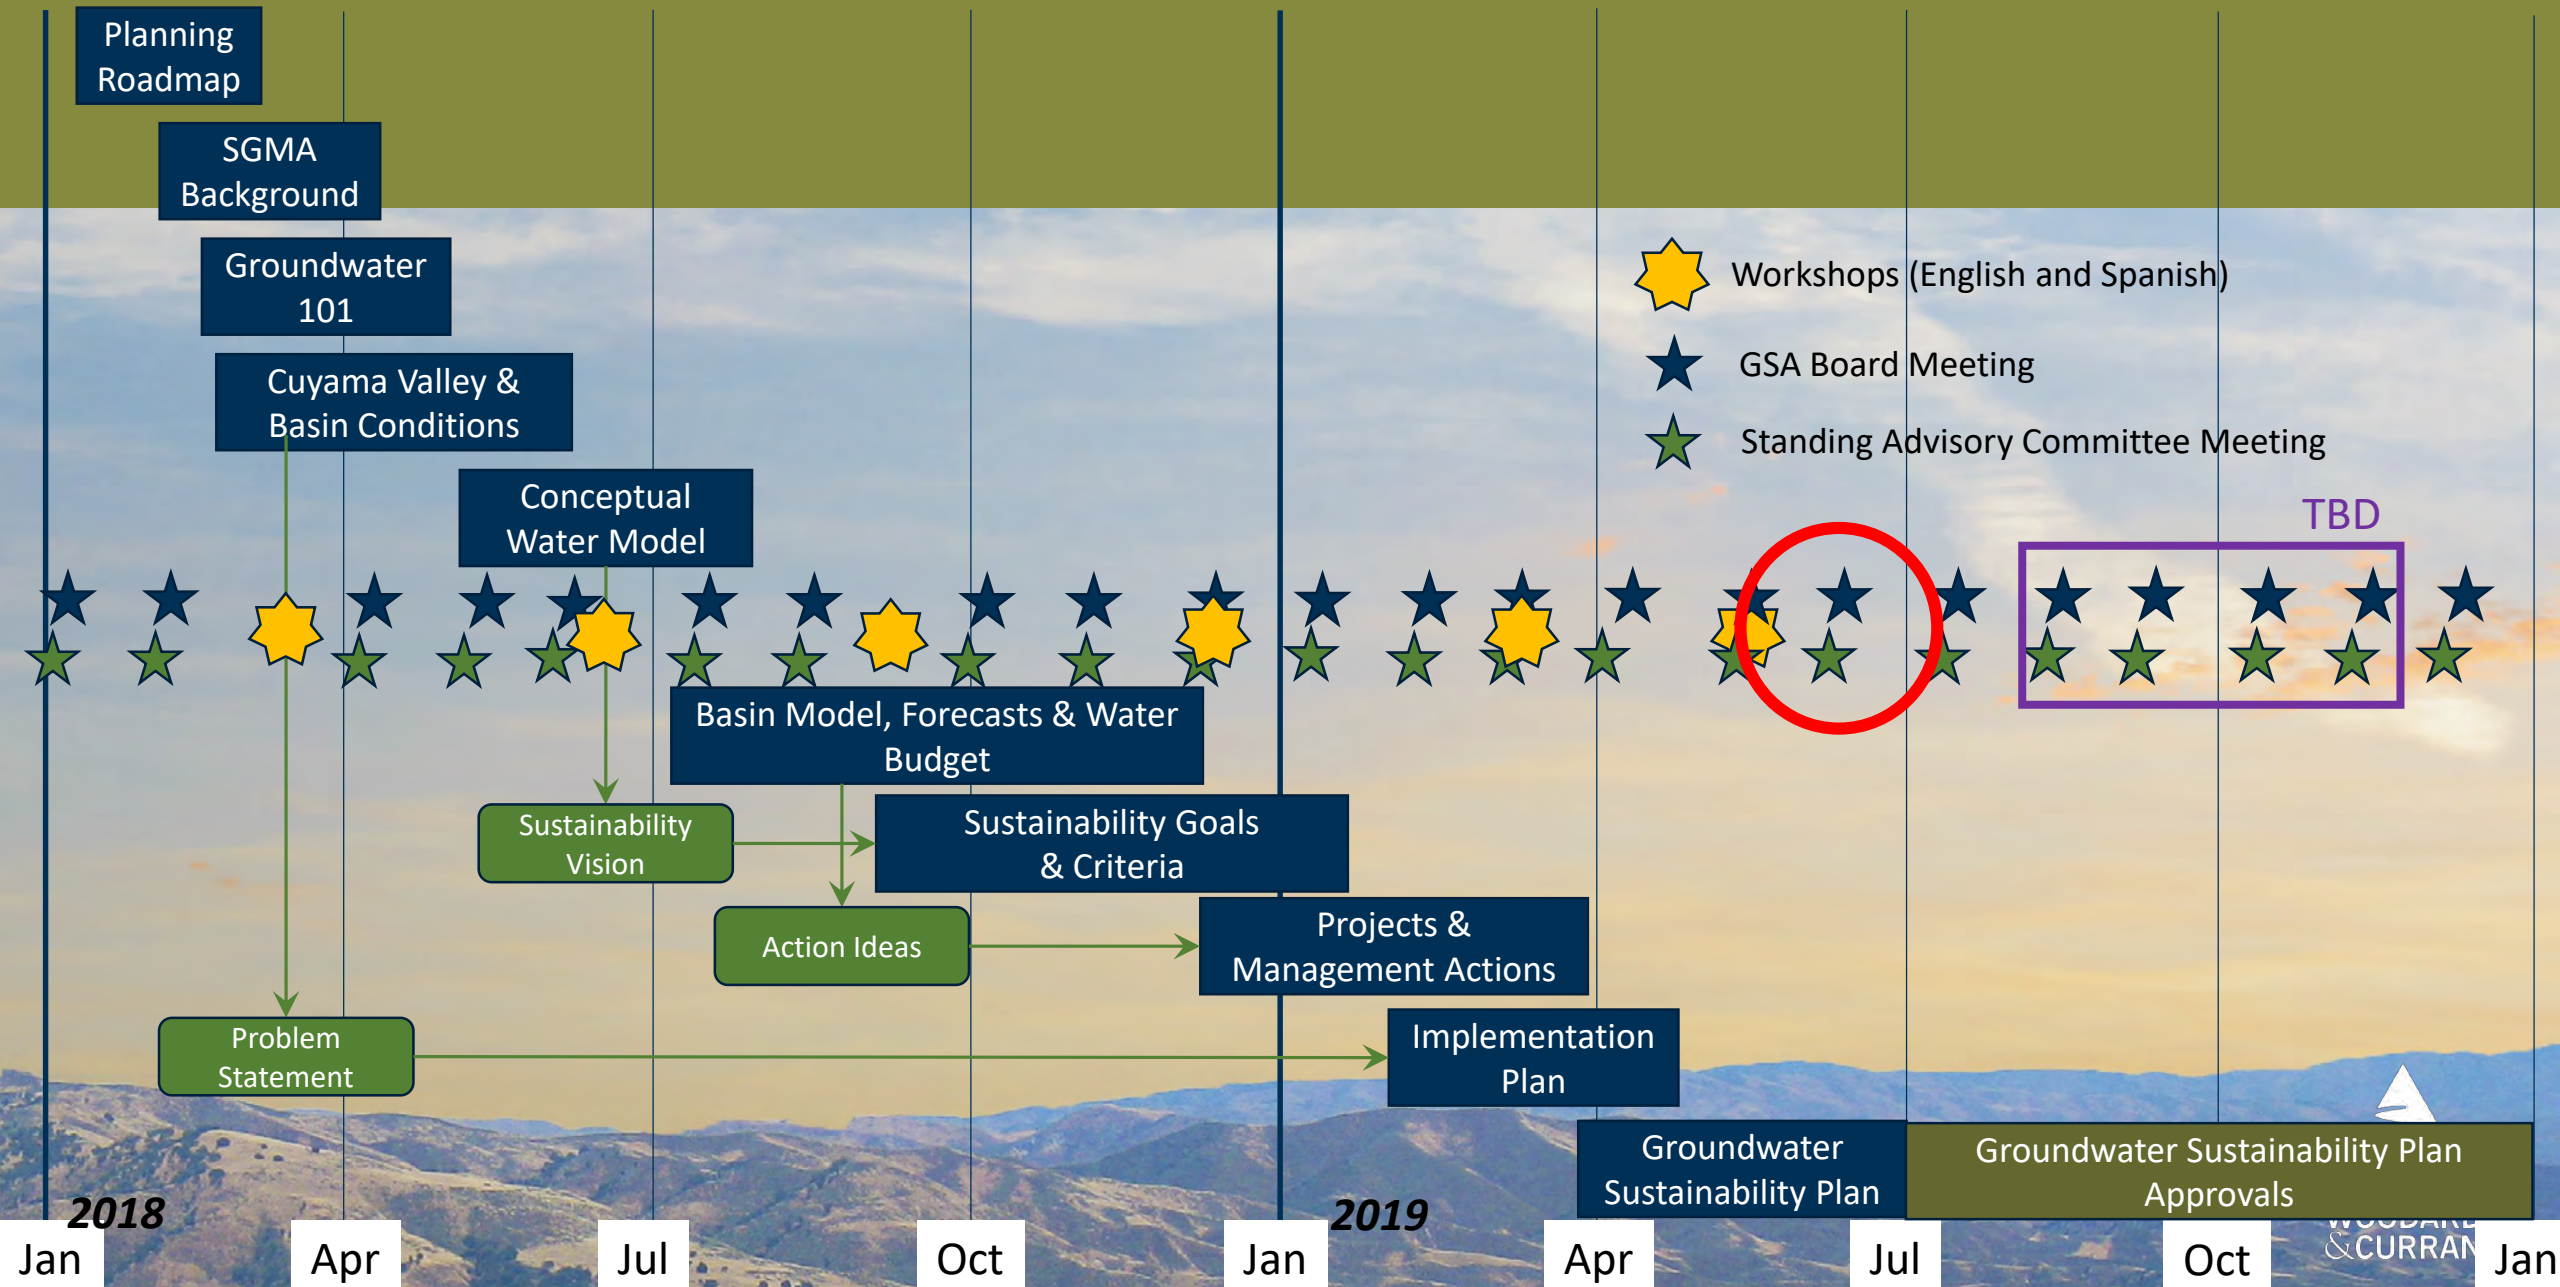 Planning
Roadmap
SGMA
Background
Groundwater
101
Cuyama Valley &
Basin Conditions
Workshops (English and Spanish)
GSA Board Meeting
Standing Advisory Committee Meeting
Conceptual
Water Model
TBD
Basin Model, Forecasts & Water
Budget
Sustainability
Vision
Sustainability Goals
& Criteria
Action Ideas
Projects &
Management Actions
Problem
Statement
Implementation
Plan
Groundwater
Sustainability Plan
Groundwater Sustainability Plan
Approvals
2018
2019
WOODARD
&CURRAN
Jan
Apr
Jul
Oct
Jan
Apr
Jul
Oct
Jan